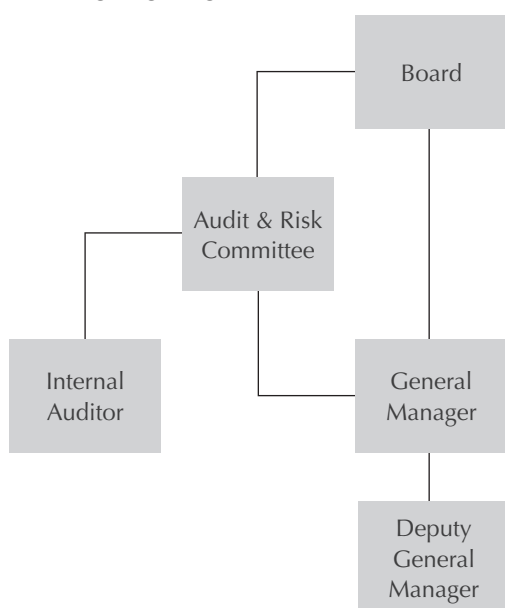 Board
Audit & Risk
Committee
Internal
Auditor
General
Manager
Deputy
General
Manager